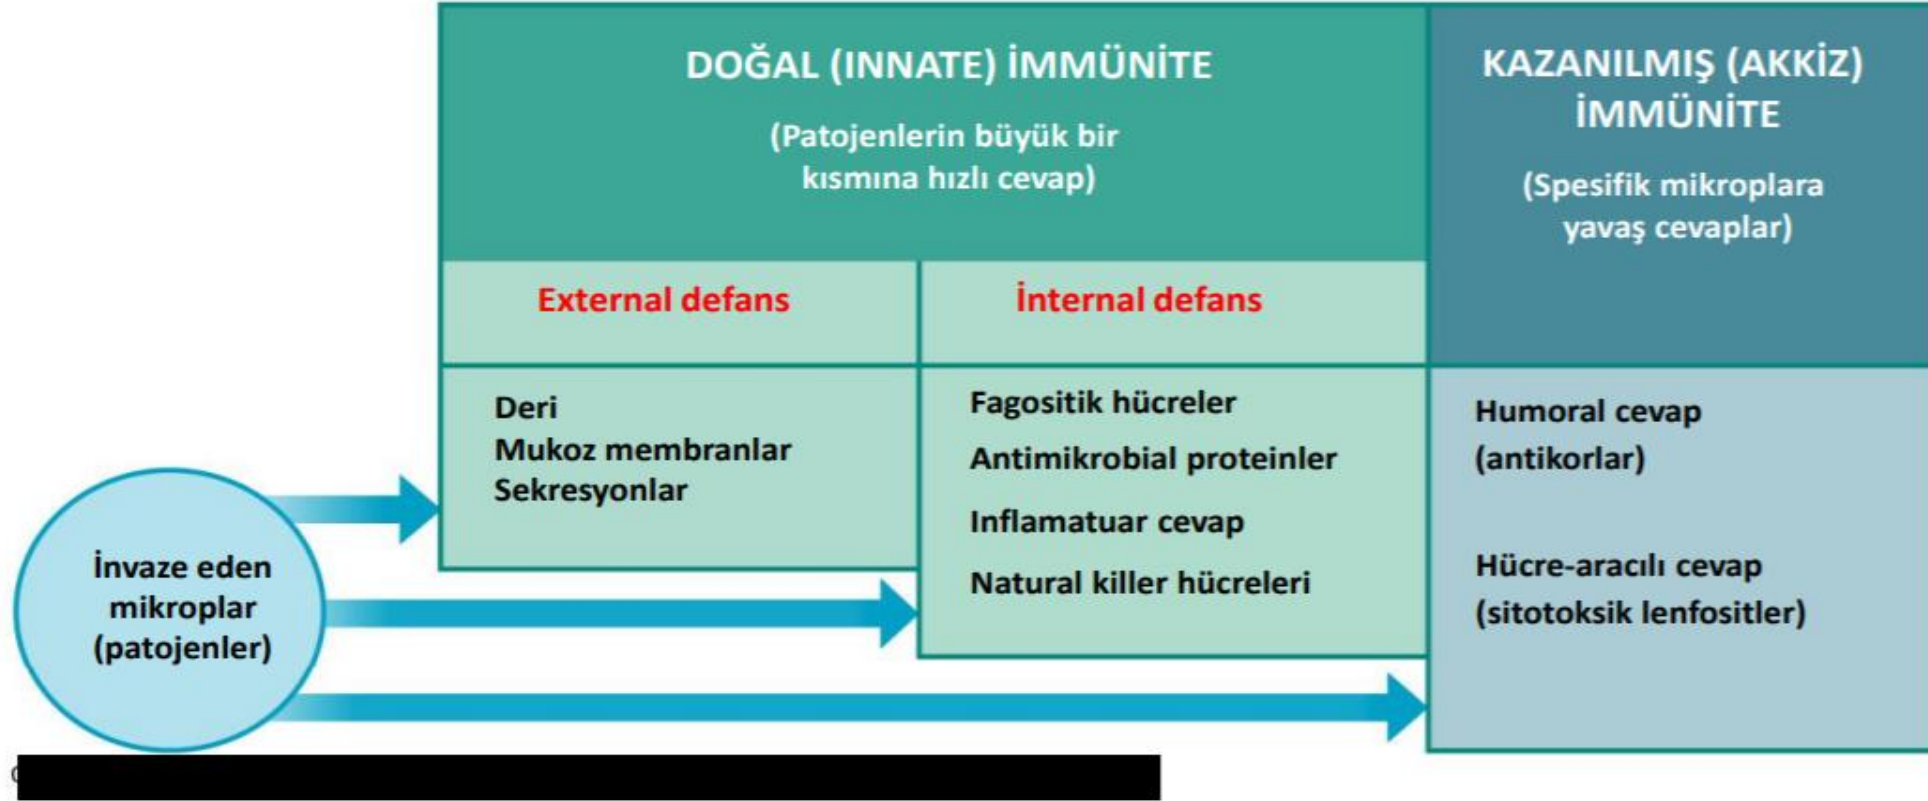 DOĞAL (INNATE) İMMÜNİTE
(Patojenlerin büyük bir
kısmına hızlı cevap)
KAZANILMIŞ (AKKİZ)
İMMÜNİTE
(Spesifik mikroplara
yavaş cevaplar)
External defans
İnternal defans
Deri
Mukoz membranlar
Sekresyonlar
Fagositik hücreler
Antimikrobial proteinler
Inflamatuar cevap
Natural killer hücreleri
Humoral cevap
(antikorlar)
Hücre-aracılı cevap
(sitotoksik lenfositler)
İnvaze eden
mikroplar
(patojenler)